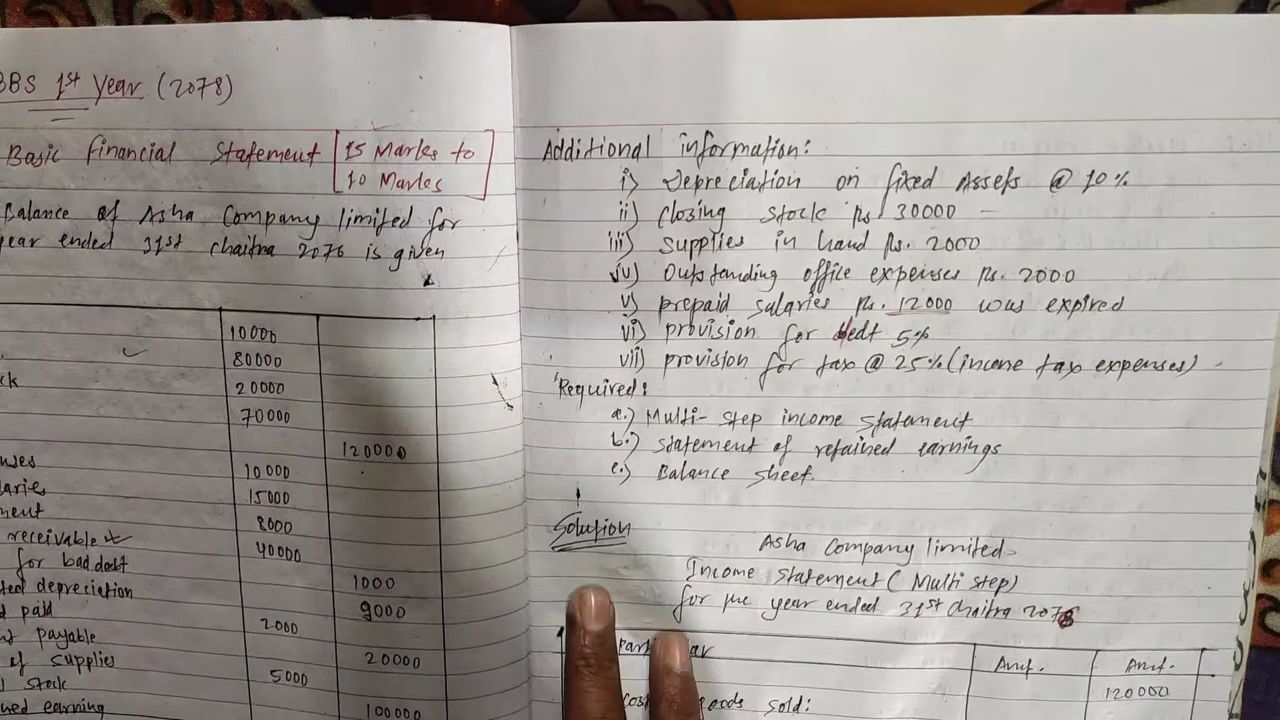 BBS 1st Year (2078)
Basic Financial Statement [15 Marks to
10 Marks]
Balance of Asha Company limited for
year ended 31st chaitra 2076 is given
10000
80000
ck 20000
70000
120000
nses 10000
laries 15000
ment 8000
receivable 40000
for bad debt 1000
ted depreciation 9000
d paid 2000
nt payable 20000
of supplies 5000
l stock 100000
ned earning
Additional information:
i) Depreciation on fixed Assets @ 10%
ii) closing stock Rs 30000
iii) supplies in hand Rs. 2000
iv) Outstanding office expenses Rs. 2000
v) prepaid salaries Rs. 12000 was expired
vi) provision for debt 5%
vii) provision for tax @ 25% (income tax expenses)
Required:
a.) Multi-step income statement
b.) statement of retained earnings
c.) Balance sheet.
Solution
Asha Company limited
Income statement (Multi step)
for the year ended 31st chaitra 2076
Amt. Amt.
120000
sold: